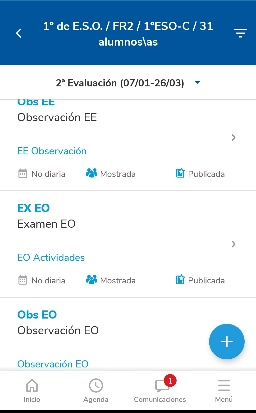 1º de E.S.O. / FR2 / 1ºESO-C / 31
alumnos\as
2ª Evaluación (07/01-26/03)
Obs EE
Observación EE
EE Observación
No diaria Mostrada Publicada
EX EO
Examen EO
EO Actividades
No diaria Mostrada Publicada
Obs EO
Observación EO
Observación EO
1
Inicio Agenda Comunicaciones Menú